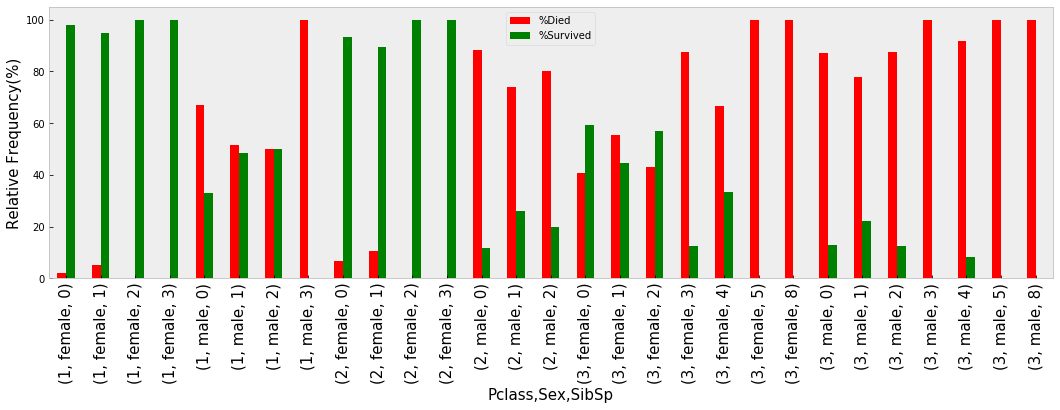 %Died
%Survived
Relative Frequency(%)
100
80
60
40
20
0
(1, female, 0)
(1, female, 1)
(1, female, 2)
(1, female, 3)
(1, male, 0)
(1, male, 1)
(1, male, 2)
(1, male, 3)
(2, female, 0)
(2, female, 1)
(2, female, 2)
(2, female, 3)
(2, male, 0)
(2, male, 1)
(2, male, 2)
(3, female, 0)
(3, female, 1)
(3, female, 2)
(3, female, 3)
(3, female, 4)
(3, female, 5)
(3, female, 8)
(3, male, 0)
(3, male, 1)
(3, male, 2)
(3, male, 3)
(3, male, 4)
(3, male, 5)
(3, male, 8)
Pclass,Sex,SibSp